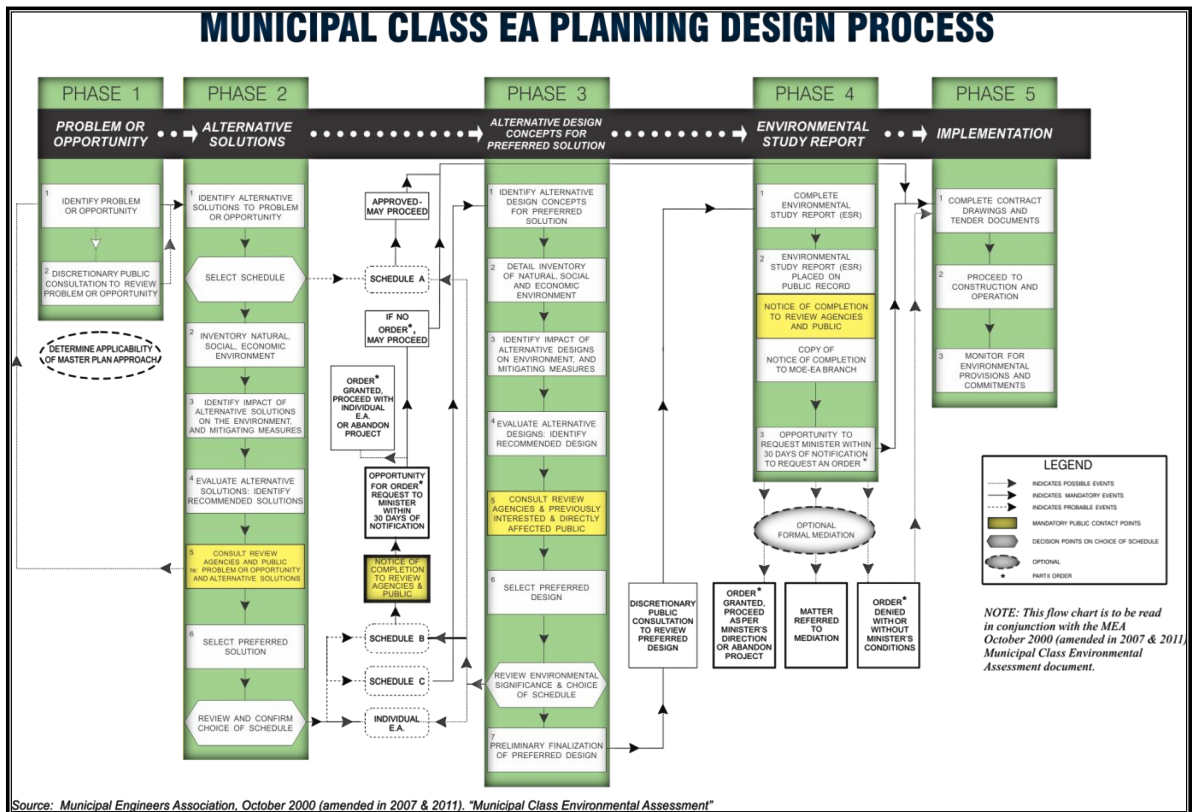 MUNICIPAL CLASS EA PLANNING DESIGN PROCESS
PHASE 1
PROBLEM OR
OPPORTUNITY
1
IDENTIFY PROBLEM
OR OPPORTUNITY
2
DISCRETIONARY PUBLIC
CONSULTATION TO REVIEW
PROBLEM OR OPPORTUNITY
DETERMINE APPLICABILITY
OF MASTER PLAN APPROACH
PHASE 2
ALTERNATIVE
SOLUTIONS
1
IDENTIFY ALTERNATIVE
SOLUTIONS TO PROBLEM
OR OPPORTUNITY
SELECT SCHEDULE
2
INVENTORY NATURAL,
SOCIAL, ECONOMIC
ENVIRONMENT
3
IDENTIFY IMPACT OF
ALTERNATIVE SOLUTIONS
ON THE ENVIRONMENT,
AND MITIGATING MEASURES
4
EVALUATE ALTERNATIVE
SOLUTIONS: IDENTIFY
RECOMMENDED SOLUTIONS
5
CONSULT REVIEW
AGENCIES AND PUBLIC
re: PROBLEM OR OPPORTUNITY
AND ALTERNATIVE SOLUTIONS
6
SELECT PREFERRED
SOLUTION
REVIEW AND CONFIRM
CHOICE OF SCHEDULE
APPROVED-
MAY PROCEED
SCHEDULE A
IF NO
ORDER*,
MAY PROCEED
ORDER*
GRANTED,
PROCEED WITH
INDIVIDUAL
E.A.
OR ABANDON
PROJECT
OPPORTUNITY
FOR ORDER*
REQUEST TO
MINISTER
WITHIN
30 DAYS OF
NOTIFICATION
NOTICE OF
COMPLETION
TO REVIEW
AGENCIES &
PUBLIC
SCHEDULE B
SCHEDULE C
INDIVIDUAL
E.A.
PHASE 3
ALTERNATIVE DESIGN
CONCEPTS FOR
PREFERRED SOLUTION
1
IDENTIFY ALTERNATIVE
DESIGN CONCEPTS
FOR PREFERRED
SOLUTION
2
DETAIL INVENTORY
OF NATURAL, SOCIAL
AND ECONOMIC
ENVIRONMENT
3
IDENTIFY IMPACT OF
ALTERNATIVE DESIGNS
ON ENVIRONMENT, AND
MITIGATING MEASURES
4
EVALUATE ALTERNATIVE
DESIGNS: IDENTIFY
RECOMMENDED DESIGN
5
CONSULT REVIEW
AGENCIES & PREVIOUSLY
INTERESTED & DIRECTLY
AFFECTED PUBLIC
6
SELECT PREFERRED
DESIGN
REVIEW ENVIRONMENTAL
SIGNIFICANCE & CHOICE
OF SCHEDULE
7
PRELIMINARY FINALIZATION
OF PREFERRED DESIGN
DISCRETIONARY
PUBLIC
CONSULTATION
TO REVIEW
PREFERRED
DESIGN
PHASE 4
ENVIRONMENTAL
STUDY REPORT
1
COMPLETE
ENVIRONMENTAL
STUDY REPORT (ESR)
2
ENVIRONMENTAL
STUDY REPORT (ESR)
PLACED ON
PUBLIC RECORD
NOTICE OF COMPLETION
TO REVIEW AGENCIES
AND PUBLIC
COPY OF
NOTICE OF COMPLETION
TO MOE-EA BRANCH
3
OPPORTUNITY TO
REQUEST MINISTER WITHIN
30 DAYS OF NOTIFICATION
TO REQUEST AN ORDER*
OPTIONAL
FORMAL MEDIATION
ORDER*
GRANTED,
PROCEED
AS PER
MINISTER'S
DIRECTION
OR ABANDON
PROJECT
MATTER
REFERRED
TO
MEDIATION
ORDER*
DENIED
WITH OR
WITHOUT
MINISTER'S
CONDITIONS
PHASE 5
IMPLEMENTATION
1
COMPLETE CONTRACT
DRAWINGS AND
TENDER DOCUMENTS
2
PROCEED TO
CONSTRUCTION AND
OPERATION
3
MONITOR FOR
ENVIRONMENTAL
PROVISIONS AND
COMMITMENTS
LEGEND
INDICATES POSSIBLE EVENTS
INDICATES MANDATORY EVENTS
INDICATES PROBABLE EVENTS
MANDATORY PUBLIC CONTACT POINTS
DECISION POINTS ON CHOICE OF SCHEDULE
OPTIONAL
* PART II ORDER
NOTE: This flow chart is to be read
in conjunction with the MEA
October 2000 (amended in 2007 & 2011)
Municipal Class Environmental
Assessment document.
Source: Municipal Engineers Association, October 2000 (amended in 2007 & 2011). "Municipal Class Environmental Assessment"